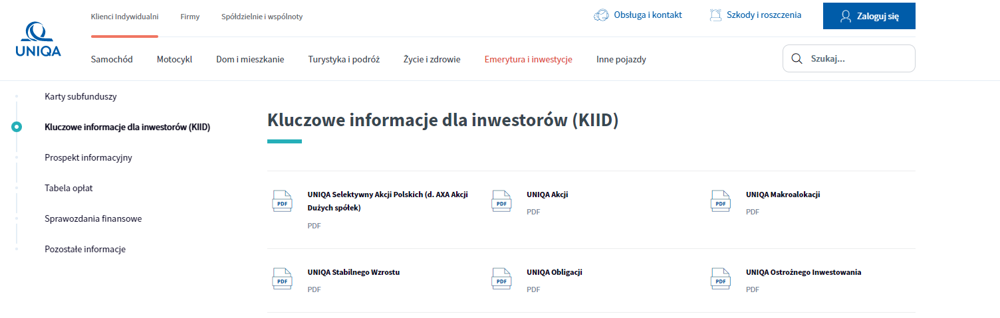 Klienci Indywidualni
Firmy
Spółdzielnie i wspólnoty
Obsługa i kontakt
Szkody i roszczenia
Zaloguj się
UNIQA
Samochód
Motocykl
Dom i mieszkanie
Turystyka i podróż
Życie i zdrowie
Emerytura i inwestycje
Inne pojazdy
Szukaj...
Karty subfunduszy
Kluczowe informacje dla inwestorów (KIID)
Prospekt informacyjny
Tabela opłat
Sprawozdania finansowe
Pozostałe informacje
Kluczowe informacje dla inwestorów (KIID)
PDF
UNIQA Selektywny Akcji Polskich (d. AXA Akcji
Dużych spółek)
PDF
PDF
UNIQA Akcji
PDF
PDF
UNIQA Makroalokacji
PDF
PDF
UNIQA Stabilnego Wzrostu
PDF
PDF
UNIQA Obligacji
PDF
PDF
UNIQA Ostrożnego Inwestowania
PDF